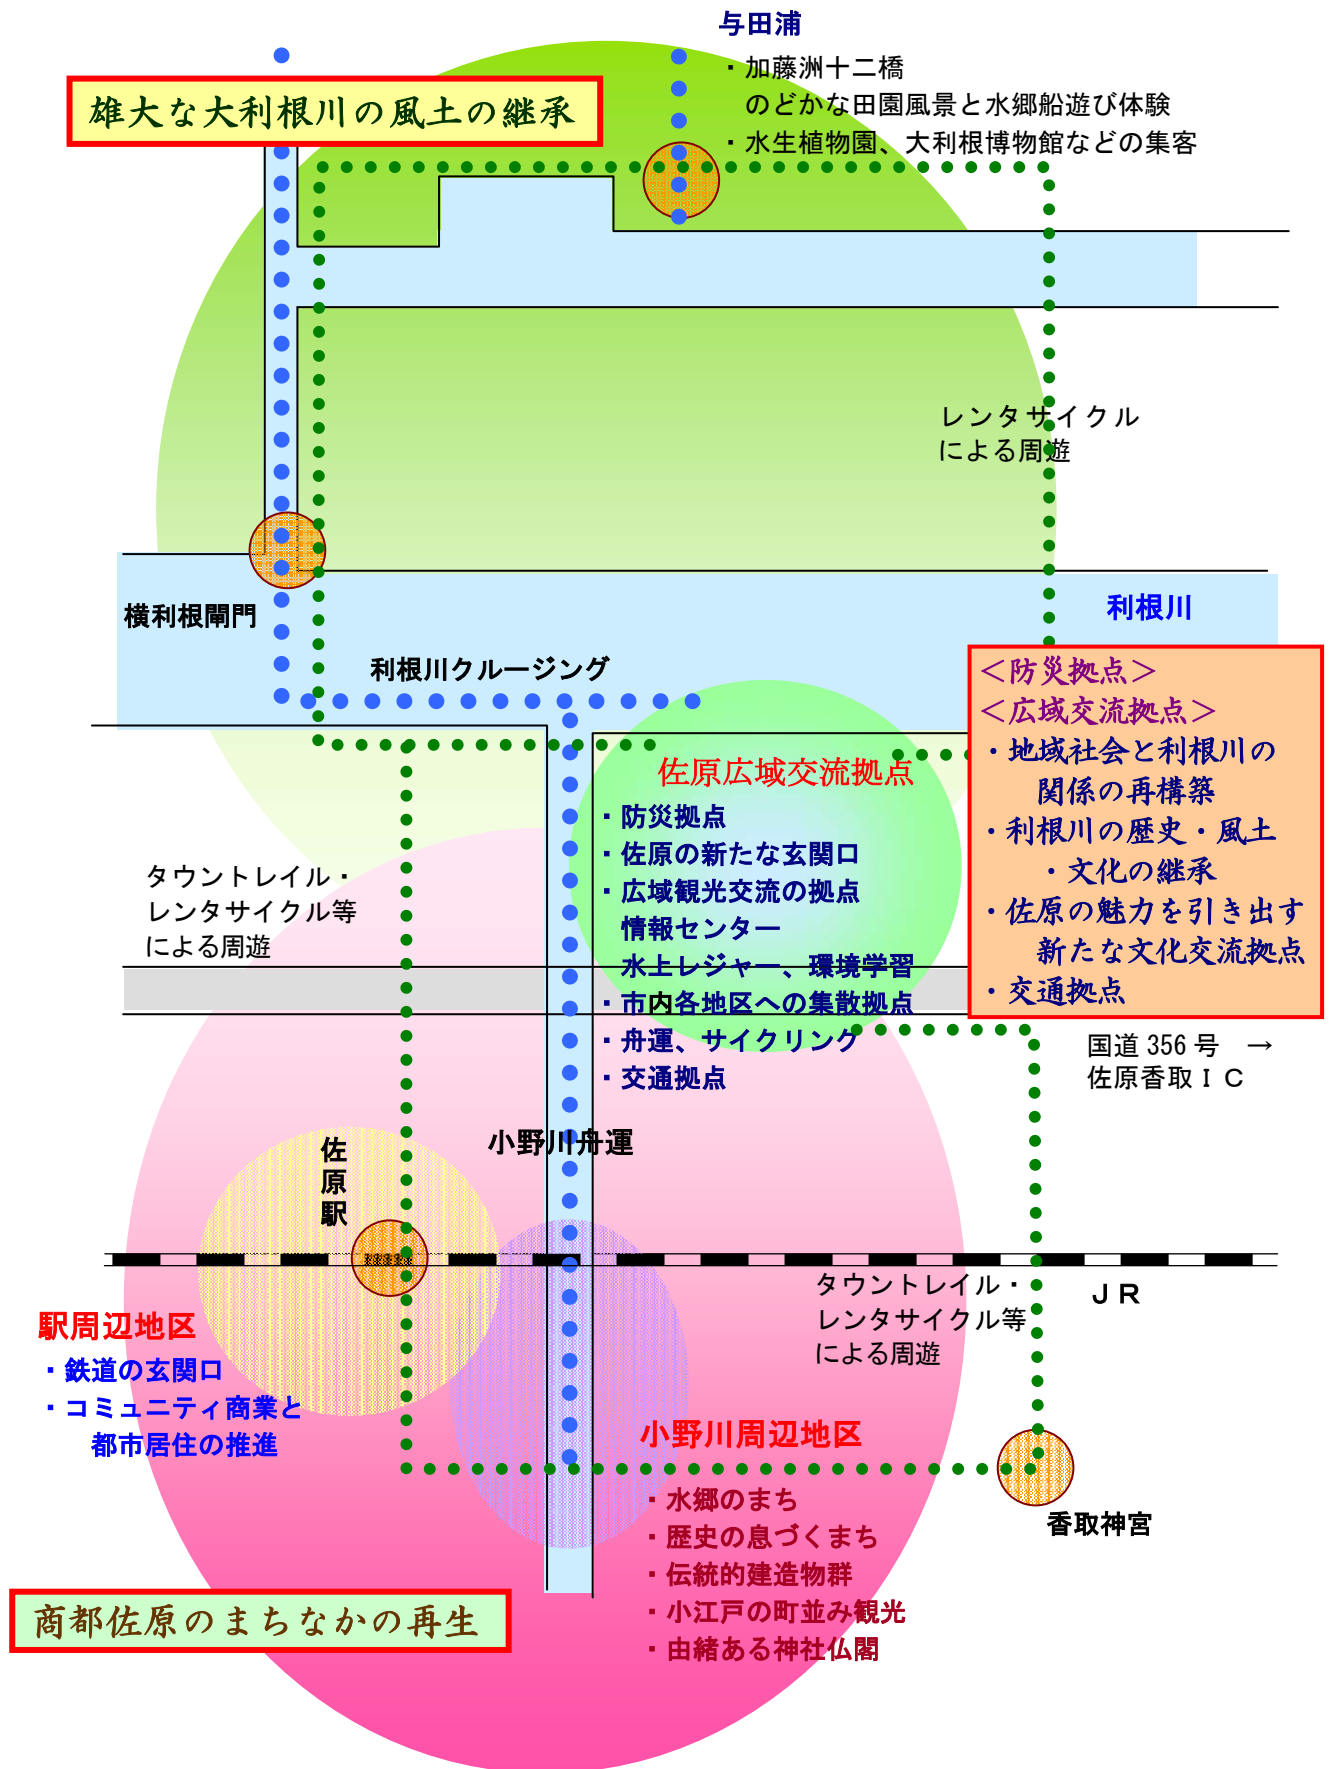 与田浦
・加藤洲十二橋
のどかな田園風景と水郷船遊び体験
・水生植物園、大利根博物館などの集客
雄大な大利根川の風土の継承
レンタサイクル
による周遊
横利根閘門
利根川
利根川クルージング
＜防災拠点＞
＜広域交流拠点＞
・地域社会と利根川の
関係の再構築
・利根川の歴史・風土
・文化の継承
・佐原の魅力を引き出す
新たな文化交流拠点
・交通拠点
佐原広域交流拠点
・防災拠点
・佐原の新たな玄関口
・広域観光交流の拠点
情報センター
水上レジャー、環境学習
・市内各地区への集散拠点
・舟運、サイクリング
・交通拠点
タウントレイル・
レンタサイクル等
による周遊
国道 356 号　→
佐原香取ＩＣ
佐原駅
小野川舟運
ＪＲ
タウントレイル・
レンタサイクル等
による周遊
駅周辺地区
・鉄道の玄関口
・コミュニティ商業と
都市居住の推進
小野川周辺地区
・水郷のまち
・歴史の息づくまち
・伝統的建造物群
・小江戸の町並み観光
・由緒ある神社仏閣
香取神宮
商都佐原のまちなかの再生